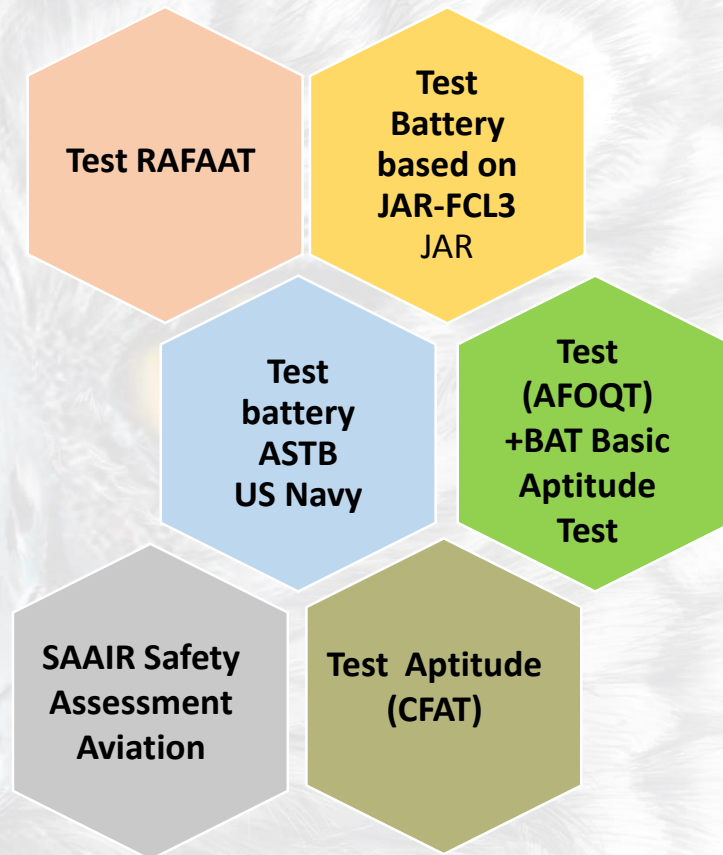 Test RAFAAT
Test
Battery
based on
JAR-FCL3
JAR
Test
battery
ASTB
US Navy
Test
(AFOQT)
+BAT Basic
Aptitude
Test
SAAIR Safety
Assessment
Aviation
Test Aptitude
(CFAT)